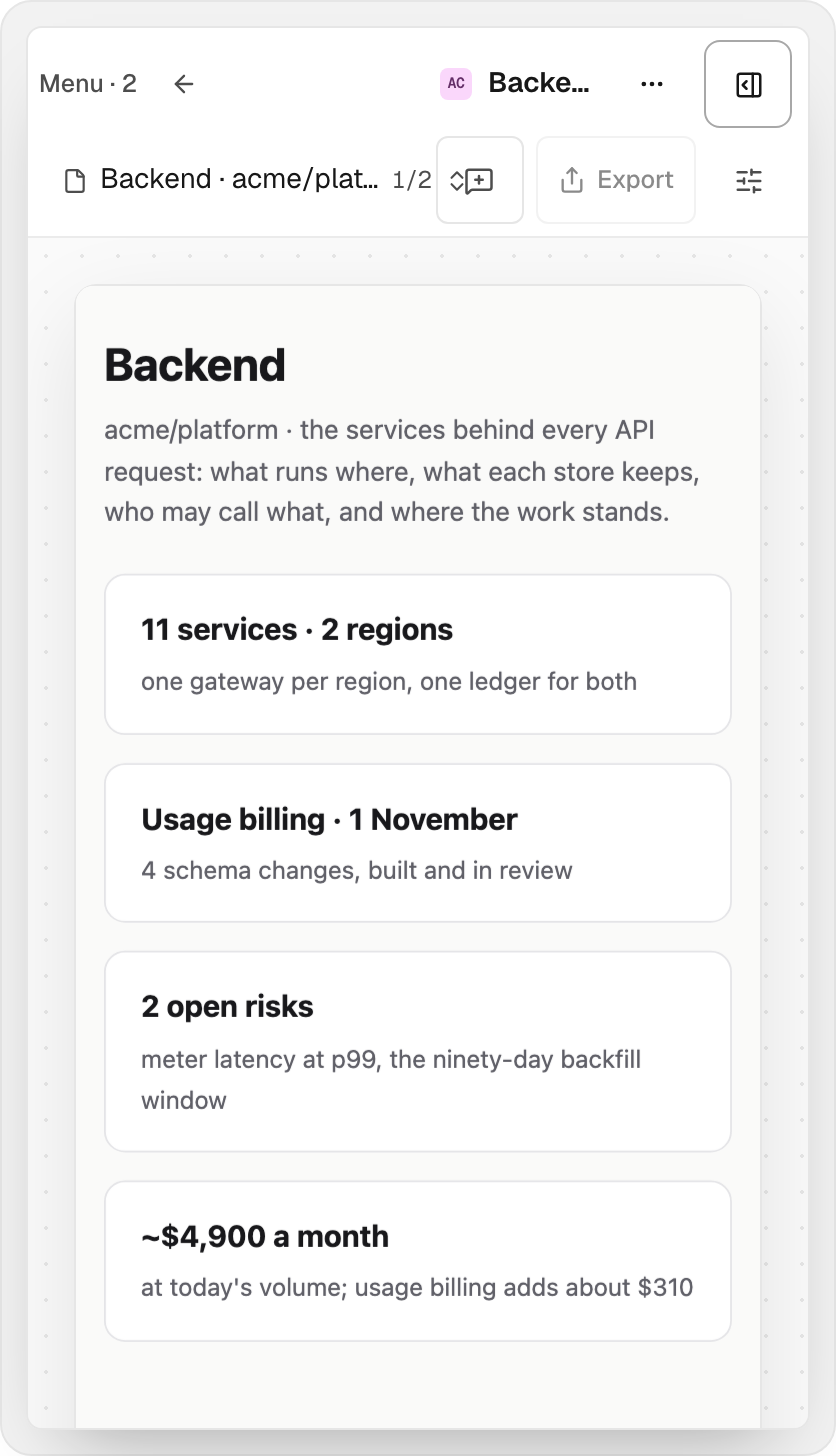 Menu · 2
AC Backe...
Backend · acme/plat... 1/2
Export
Backend
acme/platform · the services behind every API
request: what runs where, what each store keeps,
who may call what, and where the work stands.
11 services · 2 regions
one gateway per region, one ledger for both
Usage billing · 1 November
4 schema changes, built and in review
2 open risks
meter latency at p99, the ninety-day backfill
window
~$4,900 a month
at today's volume; usage billing adds about $310